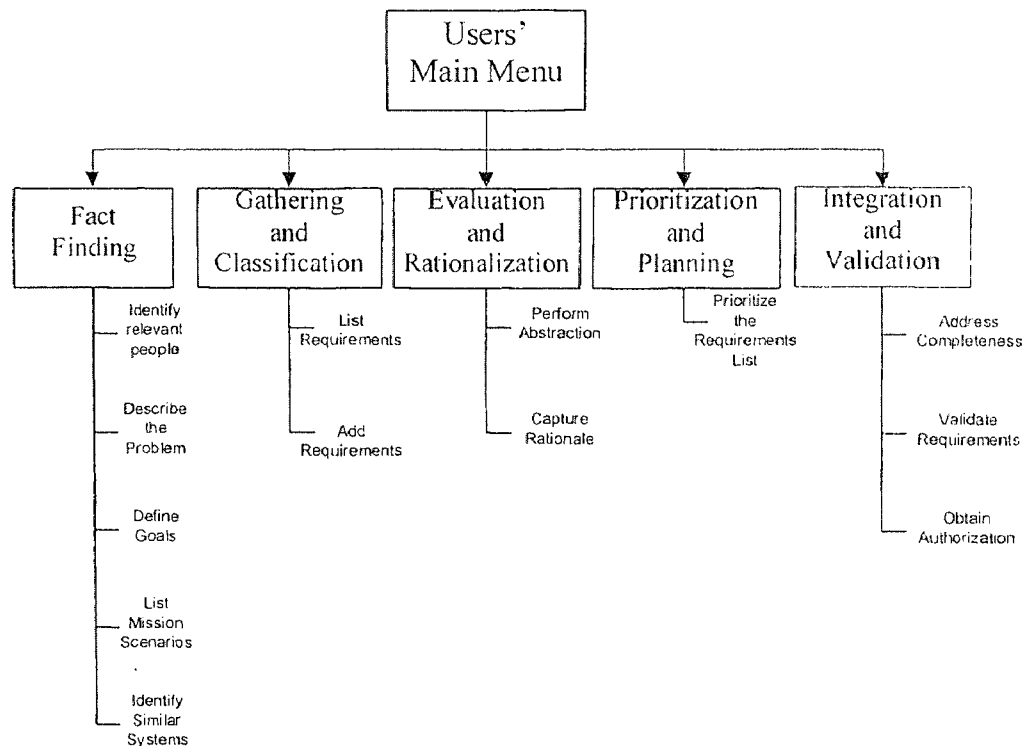 Users'
Main Menu
Fact
Finding
Gathering
and
Classification
Evaluation
and
Rationalization
Prioritization
and
Planning
Integration
and
Validation
Identify
relevant
people
Describe
the
Problem
Define
Goals
List
Mission
Scenarios
Identify
Similar
Systems
List
Requirements
Add
Requirements
Perform
Abstraction
Capture
Rationale
Prioritize
the
Requirements
List
Address
Completeness
Validate
Requirements
Obtain
Authorization